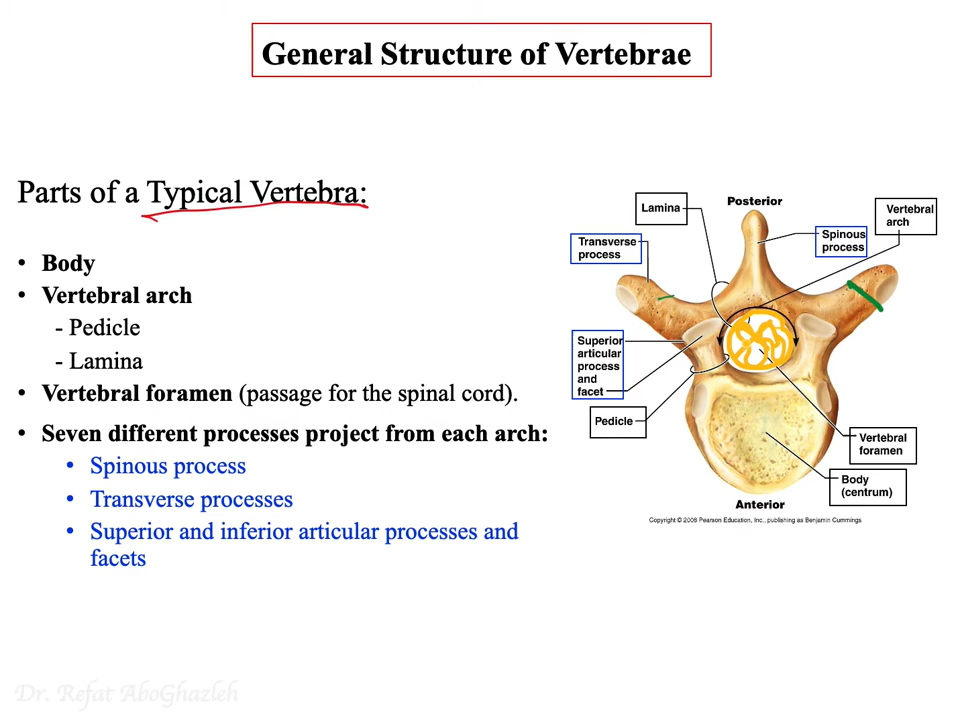 General Structure of Vertebrae
Parts of a Typical Vertebra:
• Body
• Vertebral arch
- Pedicle
- Lamina
• Vertebral foramen (passage for the spinal cord).
• Seven different processes project from each arch:
• Spinous process
• Transverse processes
• Superior and inferior articular processes and
facets
Posterior
Lamina
Vertebral
arch
Transverse
process
Spinous
process
Superior
articular
process
and
facet
Pedicle
Vertebral
foramen
Body
(centrum)
Anterior
Copyright © 2008 Pearson Education, Inc., publishing as Benjamin Cummings
Dr. Refat AboGhazleh